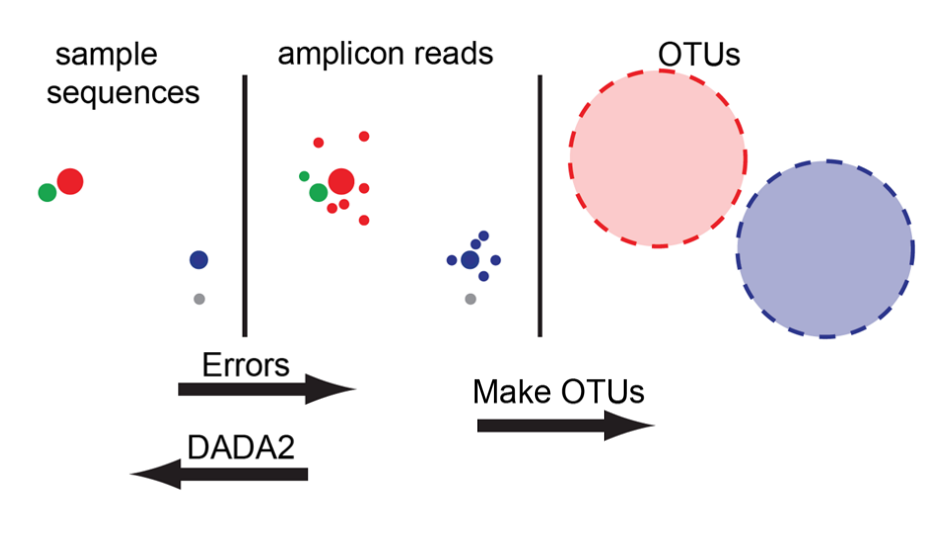 sample
sequences
amplicon reads
OTUs
Errors
Make OTUs
DADA2